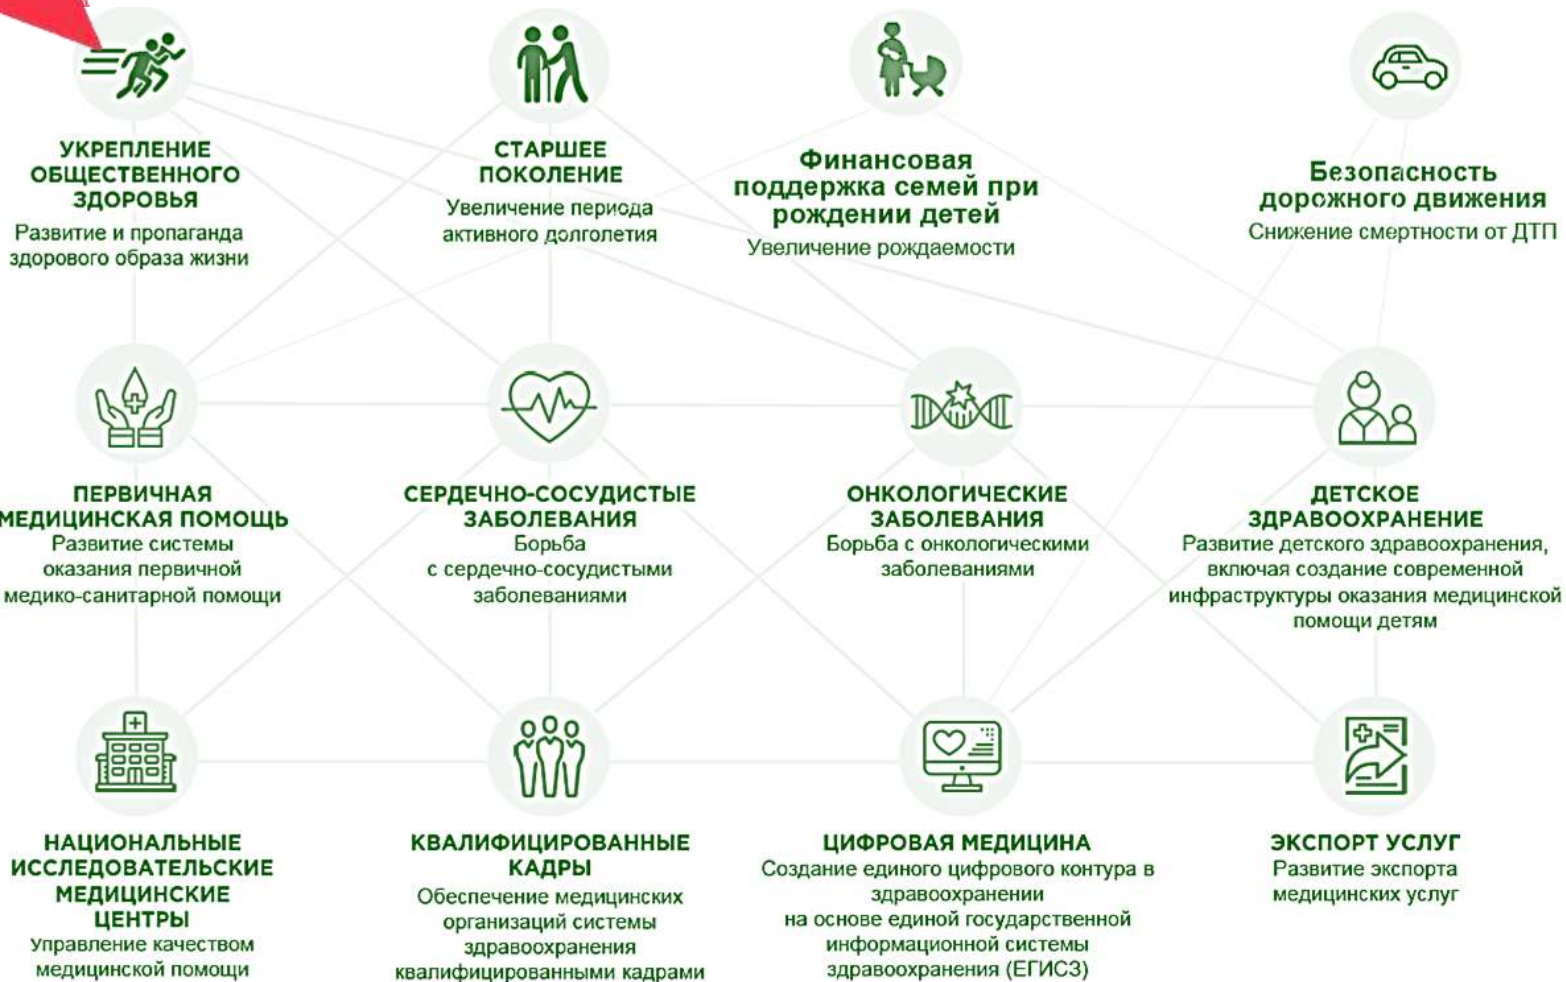 УКРЕПЛЕНИЕ
ОБЩЕСТВЕННОГО
ЗДОРОВЬЯ
Развитие и пропаганда
здорового образа жизни
СТАРШЕЕ
ПОКОЛЕНИЕ
Увеличение периода
активного долголетия
Финансовая
поддержка семей при
рождении детей
Увеличение рождаемости
Безопасность
дорожного движения
Снижение смертности от ДТП
ПЕРВИЧНАЯ
МЕДИЦИНСКАЯ ПОМОЩЬ
Развитие системы
оказания первичной
медико-санитарной помощи
СЕРДЕЧНО-СОСУДИСТЫЕ
ЗАБОЛЕВАНИЯ
Борьба
с сердечно-сосудистыми
заболеваниями
ОНКОЛОГИЧЕСКИЕ
ЗАБОЛЕВАНИЯ
Борьба с онкологическими
заболеваниями
ДЕТСКОЕ
ЗДРАВООХРАНЕНИЕ
Развитие детского здравоохранения,
включая создание современной
инфраструктуры оказания медицинской
помощи детям
НАЦИОНАЛЬНЫЕ
ИССЛЕДОВАТЕЛЬСКИЕ
МЕДИЦИНСКИЕ
ЦЕНТРЫ
Управление качеством
медицинской помощи
КВАЛИФИЦИРОВАННЫЕ
КАДРЫ
Обеспечение медицинских
организаций системы
здравоохранения
квалифицированными кадрами
ЦИФРОВАЯ МЕДИЦИНА
Создание единого цифрового контура в
здравоохранении
на основе единой государственной
информационной системы
здравоохранения (ЕГИСЗ)
ЭКСПОРТ УСЛУГ
Развитие экспорта
медицинских услуг